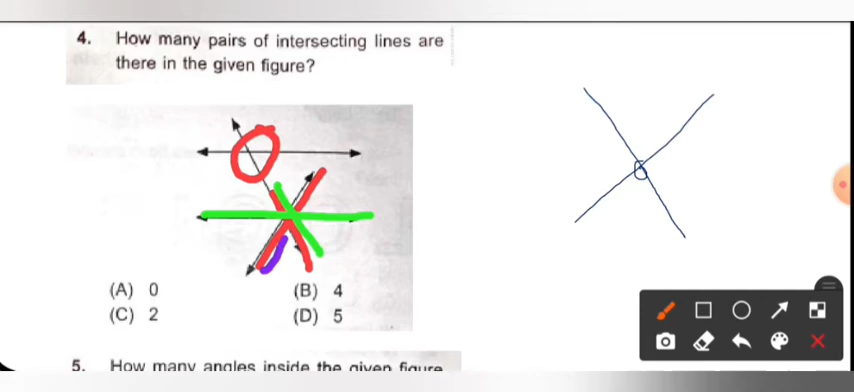 4. How many pairs of intersecting lines are
there in the given figure?
(A) 0 (B) 4
(C) 2 (D) 5
5. How many angles inside the given figure